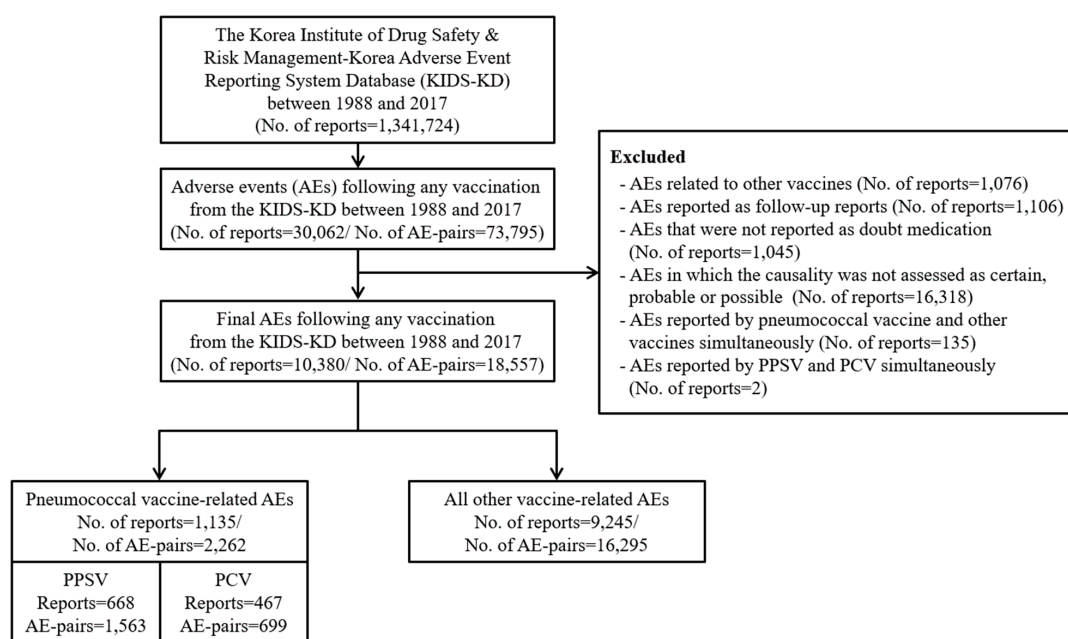 The Korea Institute of Drug Safety &
Risk Management-Korea Adverse Event
Reporting System Database (KIDS-KD)
between 1988 and 2017
(No. of reports=1,341,724)
Adverse events (AEs) following any vaccination
from the KIDS-KD between 1988 and 2017
(No. of reports=30,062/ No. of AE-pairs=73,795)
Excluded
- AEs related to other vaccines (No. of reports=1,076)
- AEs reported as follow-up reports (No. of reports=1,106)
- AEs that were not reported as doubt medication
(No. of reports=1,045)
- AEs in which the causality was not assessed as certain,
probable or possible (No. of reports=16,318)
- AEs reported by pneumococcal vaccine and other
vaccines simultaneously (No. of reports=135)
- AEs reported by PPSV and PCV simultaneously
(No. of reports=2)
Final AEs following any vaccination
from the KIDS-KD between 1988 and 2017
(No. of reports=10,380/ No. of AE-pairs=18,557)
Pneumococcal vaccine-related AEs
No. of reports=1,135/
No. of AE-pairs=2,262
PPSV
Reports=668
AE-pairs=1,563
PCV
Reports=467
AE-pairs=699
All other vaccine-related AEs
No. of reports=9,245/
No. of AE-pairs=16,295